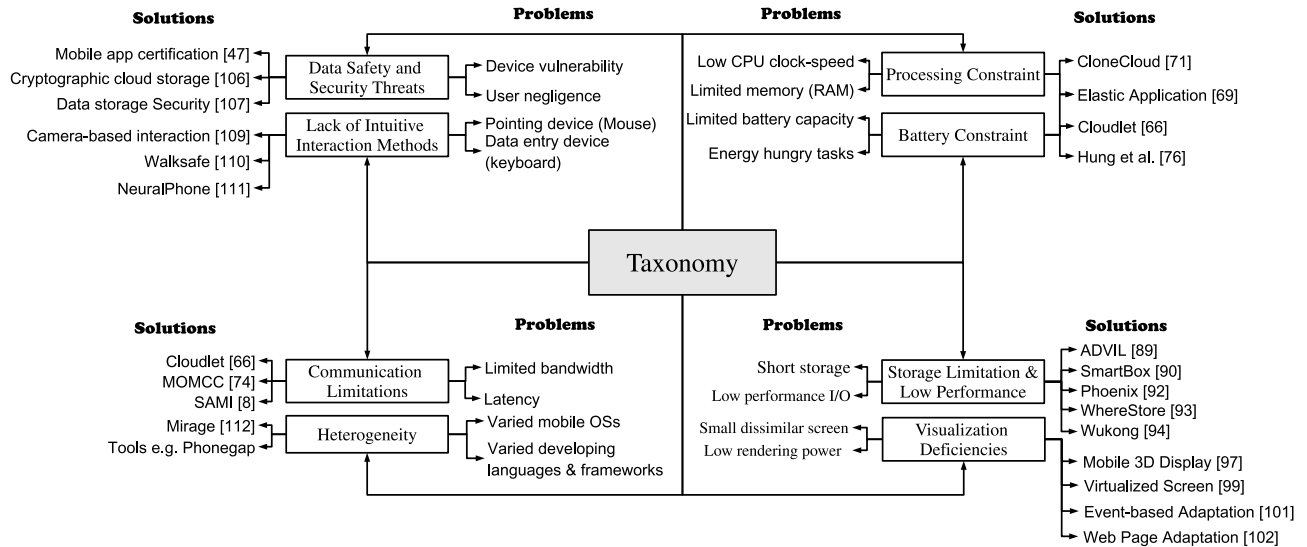 Solutions
Problems
Mobile app certification [47]
Cryptographic cloud storage [106]
Data storage Security [107]
Data Safety and
Security Threats
Device vulnerability
User negligence
Camera-based interaction [109]
Walksafe [110]
NeuralPhone [111]
Lack of Intuitive
Interaction Methods
Pointing device (Mouse)
Data entry device
(keyboard)
Problems
Solutions
Low CPU clock-speed
Limited memory (RAM)
Processing Constraint
CloneCloud [71]
Elastic Application [69]
Limited battery capacity
Energy hungry tasks
Battery Constraint
Cloudlet [66]
Hung et al. [76]
Taxonomy
Solutions
Problems
Cloudlet [66]
MOMCC [74]
SAMI [8]
Communication
Limitations
Limited bandwidth
Latency
Mirage [112]
Tools e.g. Phonegap
Heterogeneity
Varied mobile OSs
Varied developing
languages & frameworks
Problems
Solutions
Short storage
Low performance I/O
Storage Limitation &
Low Performance
ADVIL [89]
SmartBox [90]
Phoenix [92]
WhereStore [93]
Wukong [94]
Small dissimilar screen
Low rendering power
Visualization
Deficiencies
Mobile 3D Display [97]
Virtualized Screen [99]
Event-based Adaptation [101]
Web Page Adaptation [102]